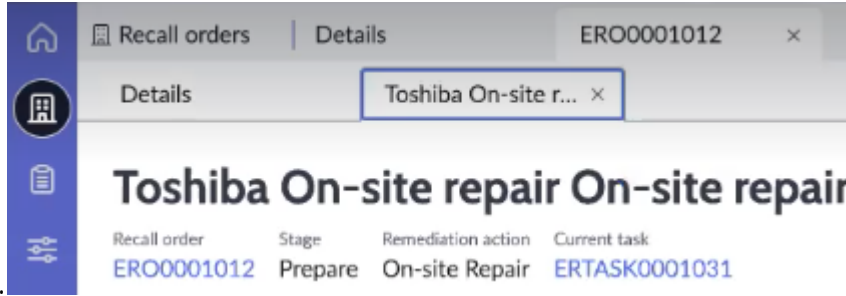 Recall orders | Details ERO0001012 ×
Details Toshiba On-site r... ×
Toshiba On-site repair On-site repair
Recall order Stage Remediation action Current task
ERO0001012 Prepare On-site Repair ERTASK0001031